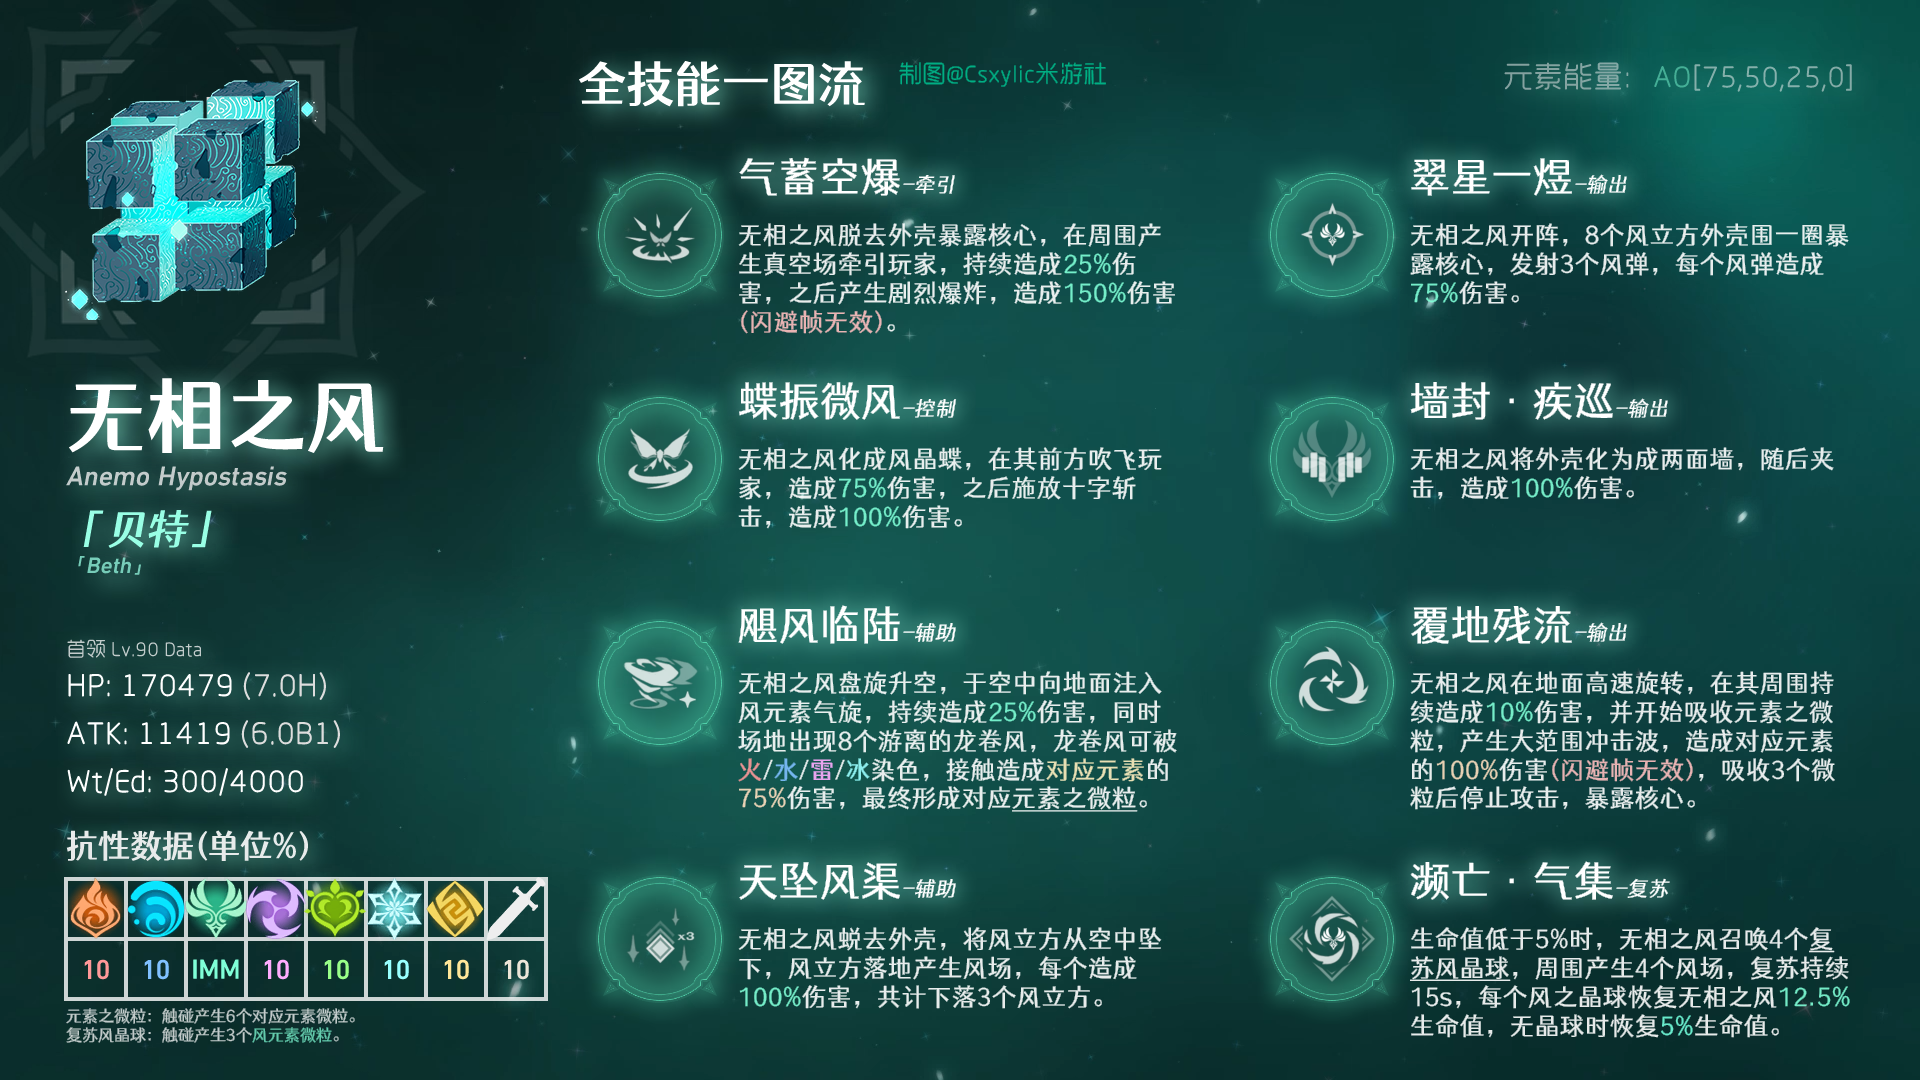 全技能一图流
制图@Csxylic米游社
元素能量: A0[75,50,25,0]
无相之风
Anemo Hypostasis
「贝特」
「Beth」
首领 Lv.90 Data
HP: 170479 (7.0H)
ATK: 11419 (6.0B1)
Wt/Ed: 300/4000
抗性数据(单位%)
10 10 IMM 10 10 10 10 10
元素之微粒: 触碰产生6个对应元素微粒。
复苏风晶球: 触碰产生3个风元素微粒。
气蓄空爆-牵引
无相之风脱去外壳暴露核心，在周围产
生真空场牵引玩家，持续造成25%伤
害，之后产生剧烈爆炸，造成150%伤害
(闪避帧无效)。
蝶振微风-控制
无相之风化成风晶蝶，在其前方吹飞玩
家，造成75%伤害，之后施放十字斩
击，造成100%伤害。
飓风临陆-辅助
无相之风盘旋升空，于空中向地面注入
风元素气旋，持续造成25%伤害，同时
场地出现8个游离的龙卷风，龙卷风可被
火/水/雷/冰染色，接触造成对应元素的
75%伤害，最终形成对应元素之微粒。
天坠风渠-辅助
x3
无相之风蜕去外壳，将风立方从空中坠
下，风立方落地产生风场，每个造成
100%伤害，共计下落3个风立方。
翠星一煜-输出
无相之风开阵，8个风立方外壳围一圈暴
露核心，发射3个风弹，每个风弹造成
75%伤害。
墙封·疾巡-输出
无相之风将外壳化为成两面墙，随后夹
击，造成100%伤害。
覆地残流-输出
无相之风在地面高速旋转，在其周围持
续造成10%伤害，并开始吸收元素之微
粒，产生大范围冲击波，造成对应元素
的100%伤害(闪避帧无效)，吸收3个微
粒后停止攻击，暴露核心。
濒亡·气集-复苏
生命值低于5%时，无相之风召唤4个复
苏风晶球，周围产生4个风场，复苏持续
15s，每个风之晶球恢复无相之风12.5%
生命值，无晶球时恢复5%生命值。